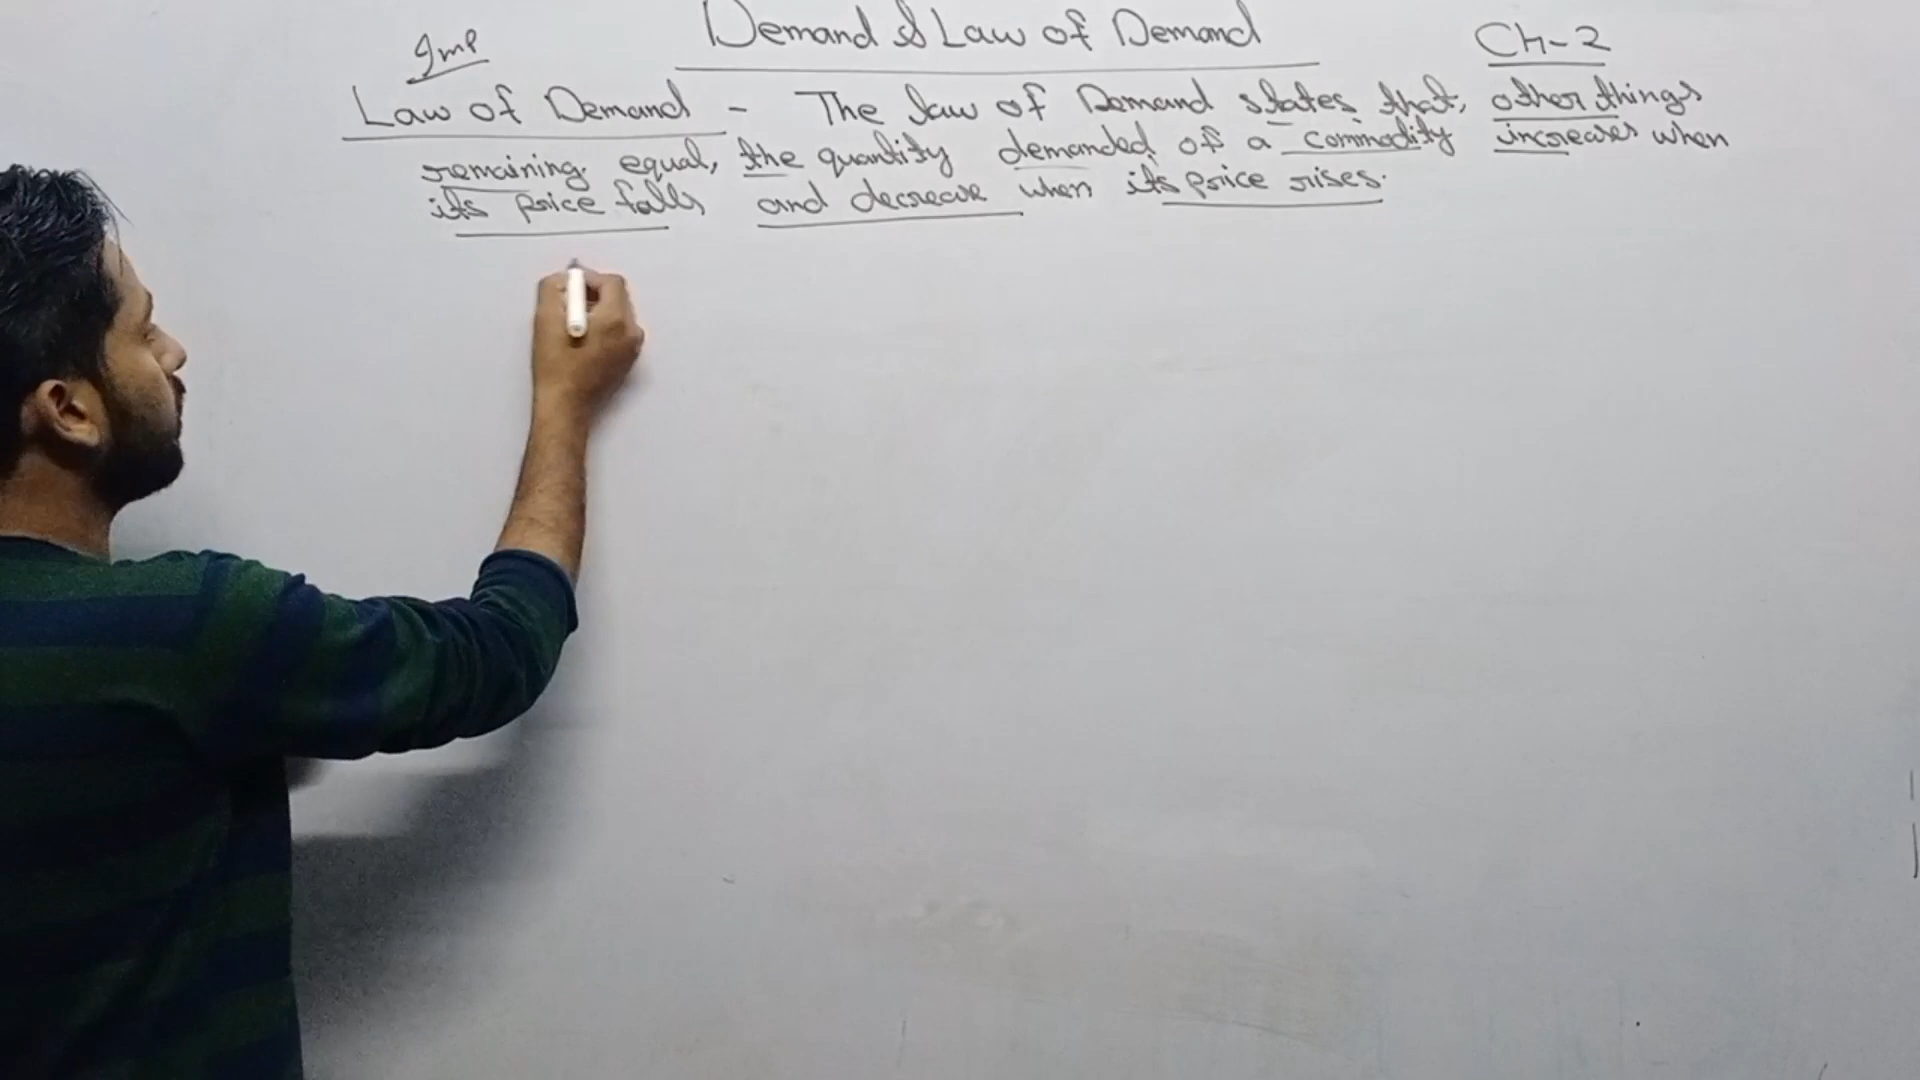 Demand & Law of Demand
Imp
Ch-2
Law of Demand - The law of Demand states that, other things
remaining equal, the quantity demanded of a commodity increases when
its price falls and decrease when its price rises.